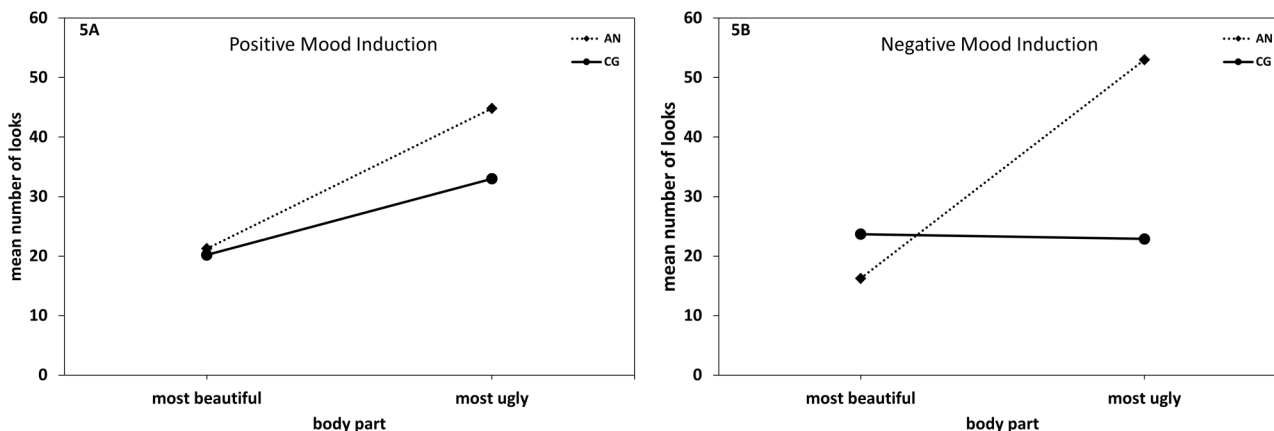 5A
Positive Mood Induction
AN
CG
60
50
40
30
20
10
0
mean number of looks
most beautiful
most ugly
body part
5B
Negative Mood Induction
AN
CG
60
50
40
30
20
10
0
mean number of looks
most beautiful
most ugly
body part